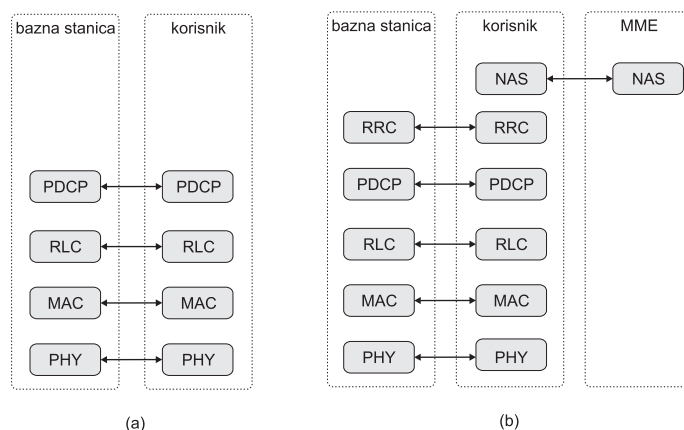 bazna stanica korisnik
PDCP PDCP
RLC RLC
MAC MAC
PHY PHY
(a)
bazna stanica korisnik MME
NAS NAS
RRC RRC
PDCP PDCP
RLC RLC
MAC MAC
PHY PHY
(b)